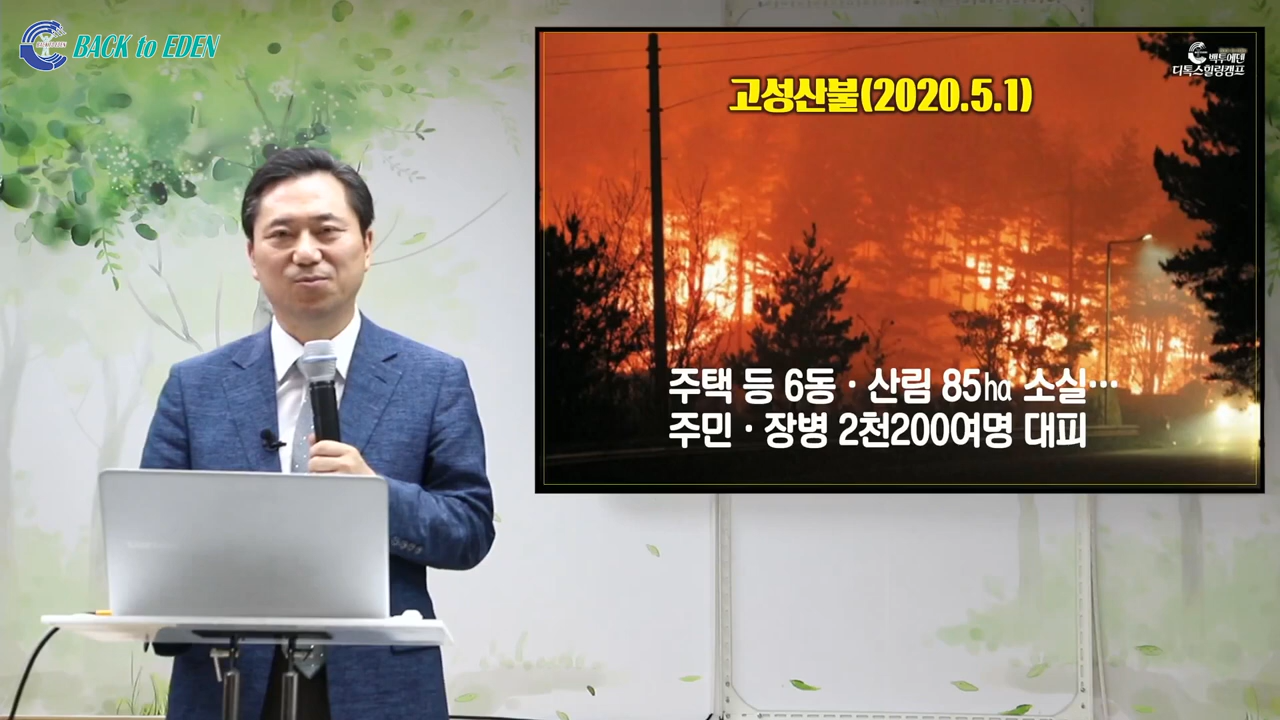 BACK to EDEN
백투에덴
디톡스힐링캠프
고성산불(2020.5.1)
주택 등 6동·산림 85㏊ 소실…
주민·장병 2천200여명 대피